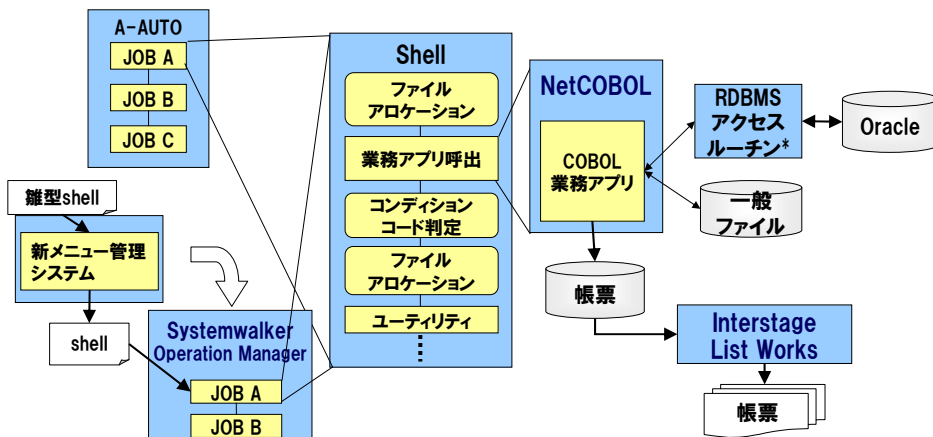 A-AUTO
JOB A
JOB B
JOB C
雛型shell
新メニュー管理
システム
shell
Systemwalker
Operation Manager
JOB A
JOB B
Shell
ファイル
アロケーション
業務アプリ呼出
コンディション
コード判定
ファイル
アロケーション
ユーティリティ
NetCOBOL
COBOL
業務アプリ
帳票
RDBMS
アクセス
ルーチン*
Oracle
一般
ファイル
Interstage
List Works
帳票